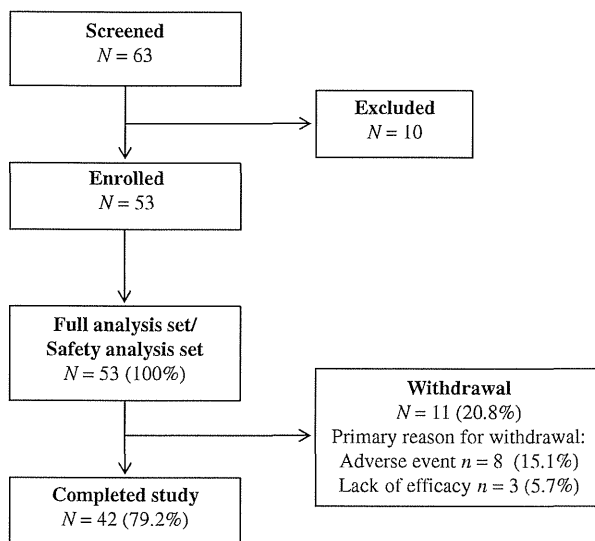 Screened
N = 63
Excluded
N = 10
Enrolled
N = 53
Full analysis set/
Safety analysis set
N = 53 (100%)
Withdrawal
N = 11 (20.8%)
Primary reason for withdrawal:
Adverse event n = 8 (15.1%)
Lack of efficacy n = 3 (5.7%)
Completed study
N = 42 (79.2%)